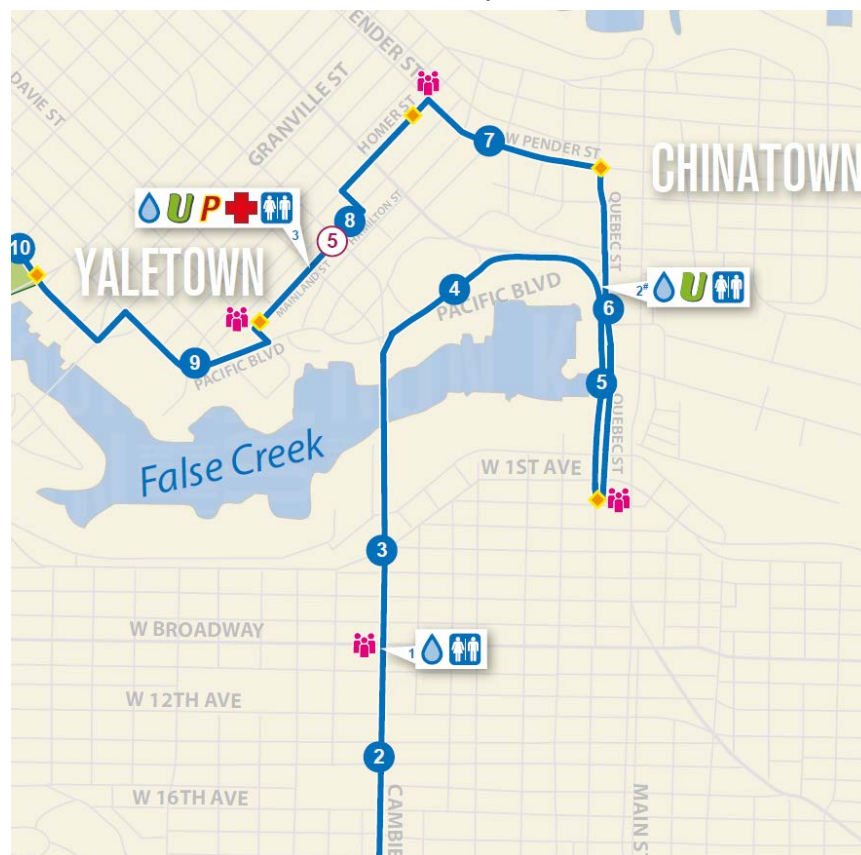 ENDER ST
DAVIE ST
GRANVILLE ST
HOMER ST
7
W PENDER ST
CHINATOWN
U P
3
8
5
HAMILTON ST
QUEBEC ST
10
YALETOWN
MAINLAND ST
4
PACIFIC BLVD
2# U
6
9
PACIFIC BLVD
5
QUEBEC ST
False Creek
W 1ST AVE
3
W BROADWAY
1
W 12TH AVE
2
W 16TH AVE
CAMBIE
MAIN S